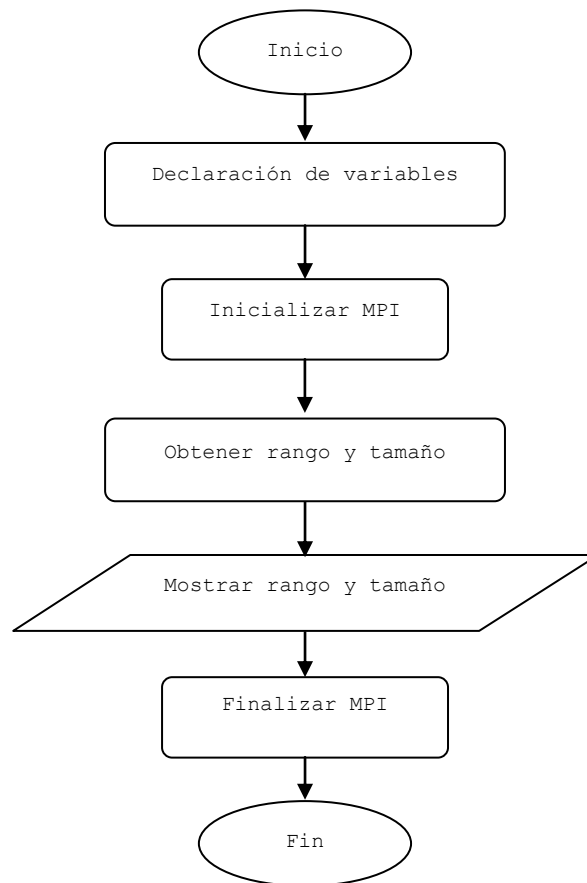 Inicio
Declaración de variables
Inicializar MPI
Obtener rango y tamaño
Mostrar rango y tamaño
Finalizar MPI
Fin